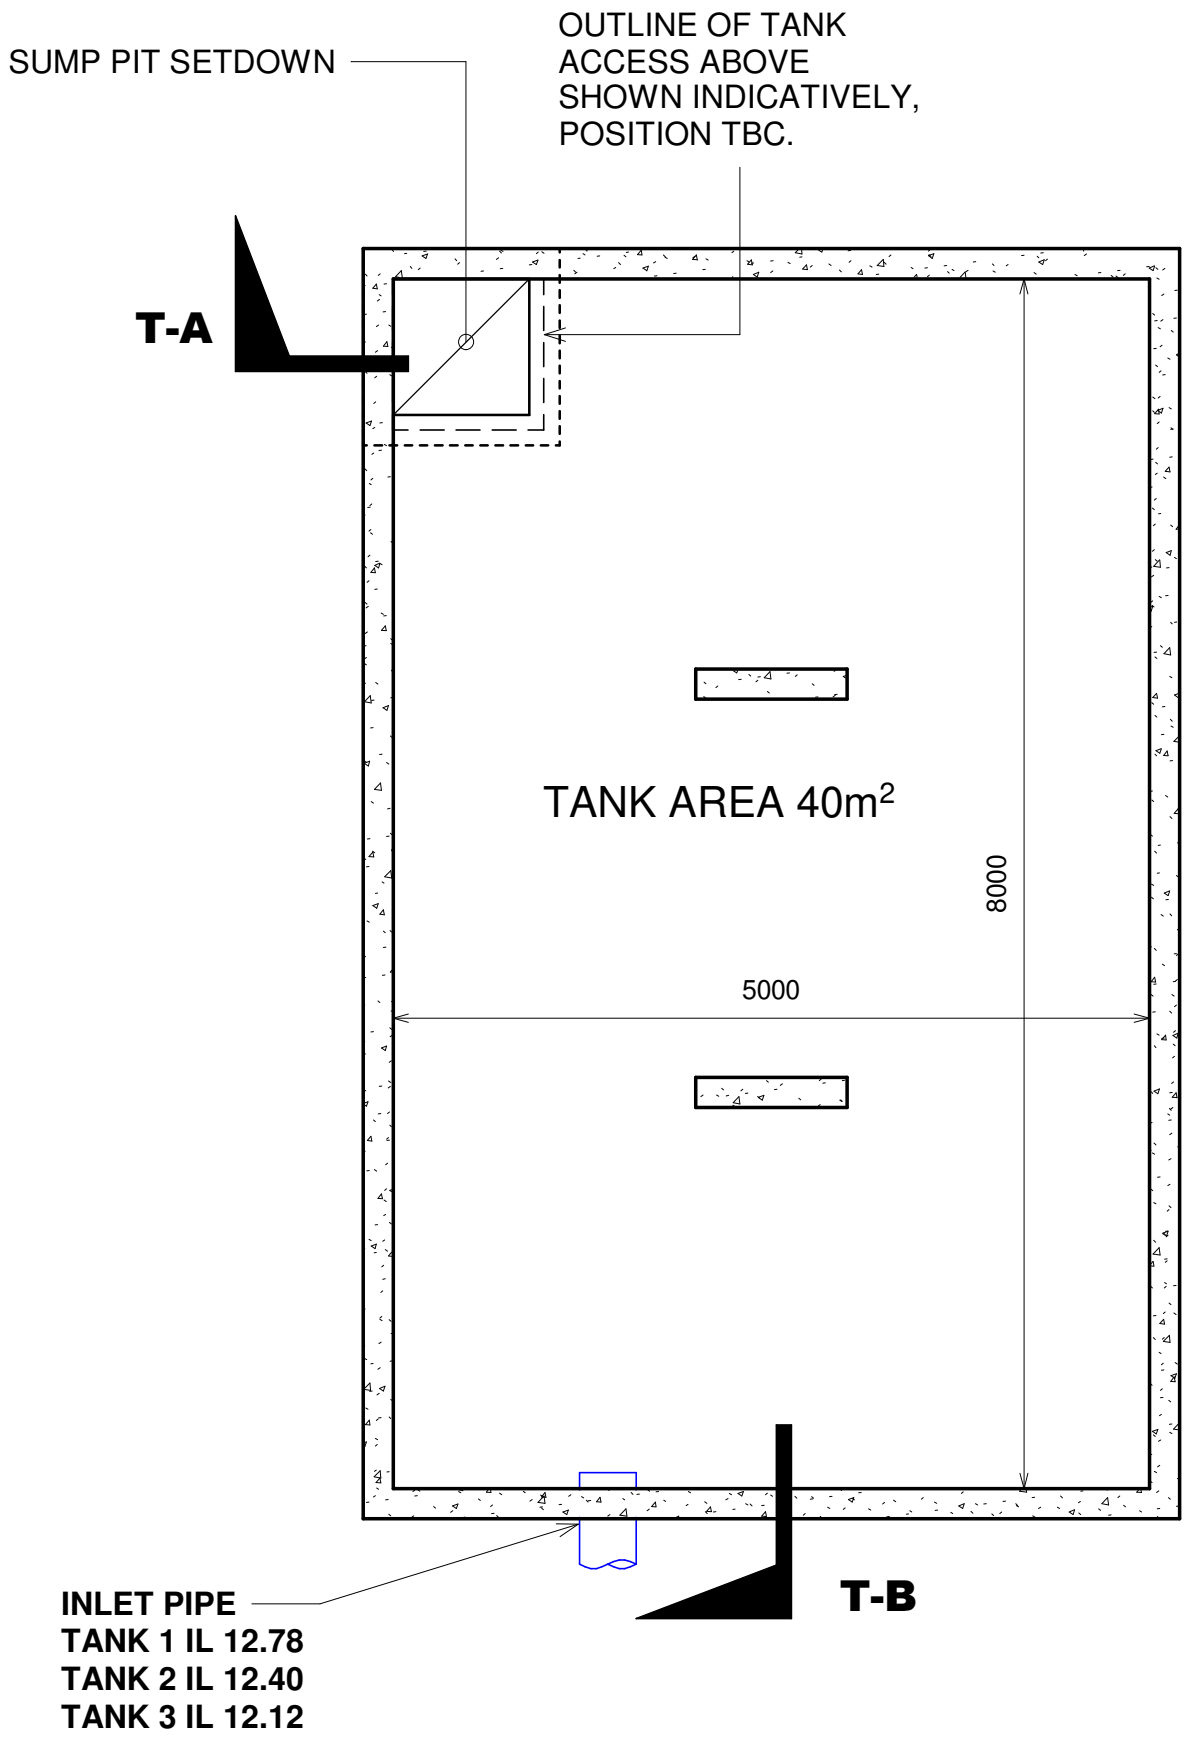 OUTLINE OF TANK
ACCESS ABOVE
SHOWN INDICATIVELY,
POSITION TBC.
SUMP PIT SETDOWN
T-A
TANK AREA 40m²
8000
5000
T-B
INLET PIPE
TANK 1 IL 12.78
TANK 2 IL 12.40
TANK 3 IL 12.12